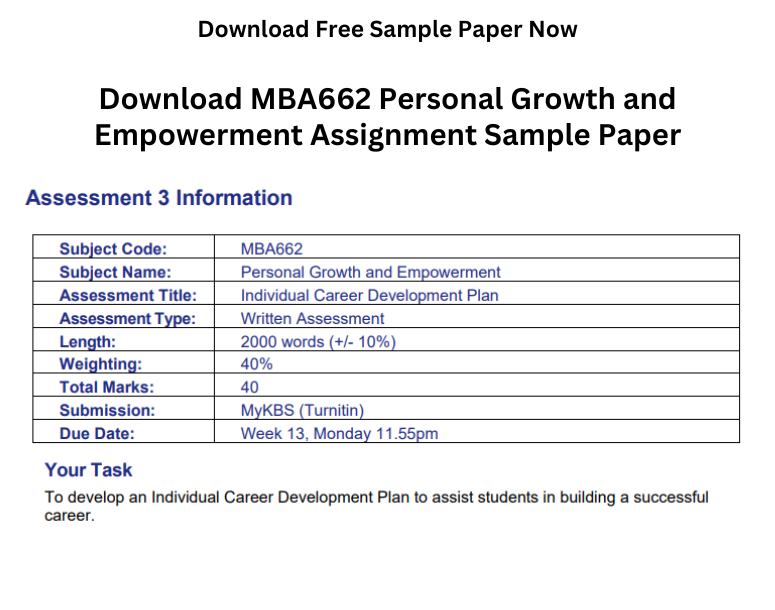 Download Free Sample Paper Now
Download MBA662 Personal Growth and
Empowerment Assignment Sample Paper
Assessment 3 Information
Subject Code: MBA662
Subject Name: Personal Growth and Empowerment
Assessment Title: Individual Career Development Plan
Assessment Type: Written Assessment
Length: 2000 words (+/- 10%)
Weighting: 40%
Total Marks: 40
Submission: MyKBS (Turnitin)
Due Date: Week 13, Monday 11.55pm
Your Task
To develop an Individual Career Development Plan to assist students in building a successful
career.